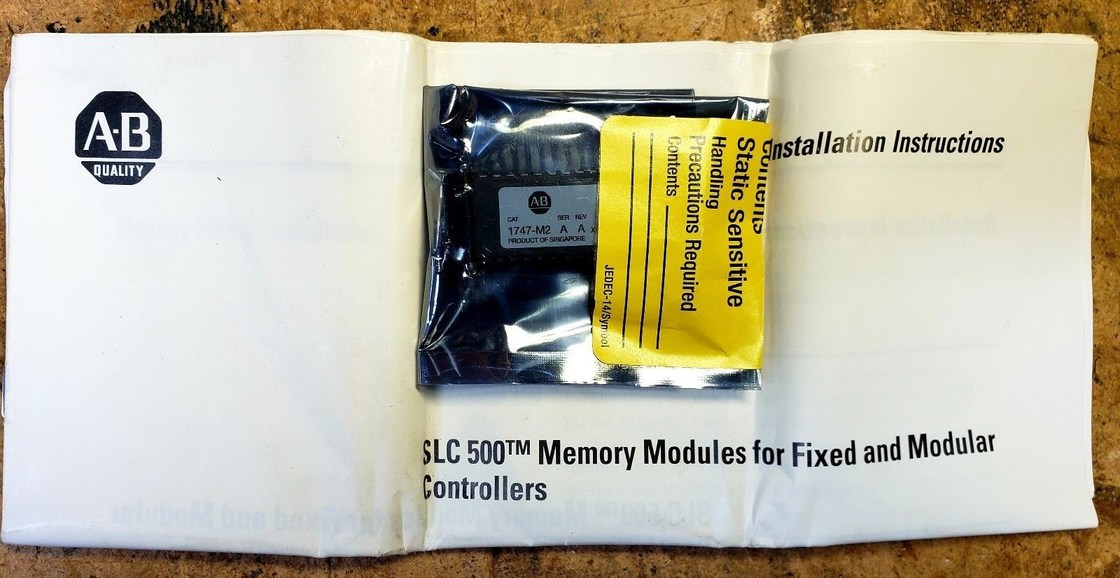 A-B
QUALITY
Installation Instructions
SLC 500™ Memory Modules for Fixed and Modular
Controllers
A-B
CAT SER REV
1747-M2 A A
PRODUCT OF SINGAPORE
Contents
Static Sensitive
Handling
Precautions Required
Contents
JEDEC-14/Symbol